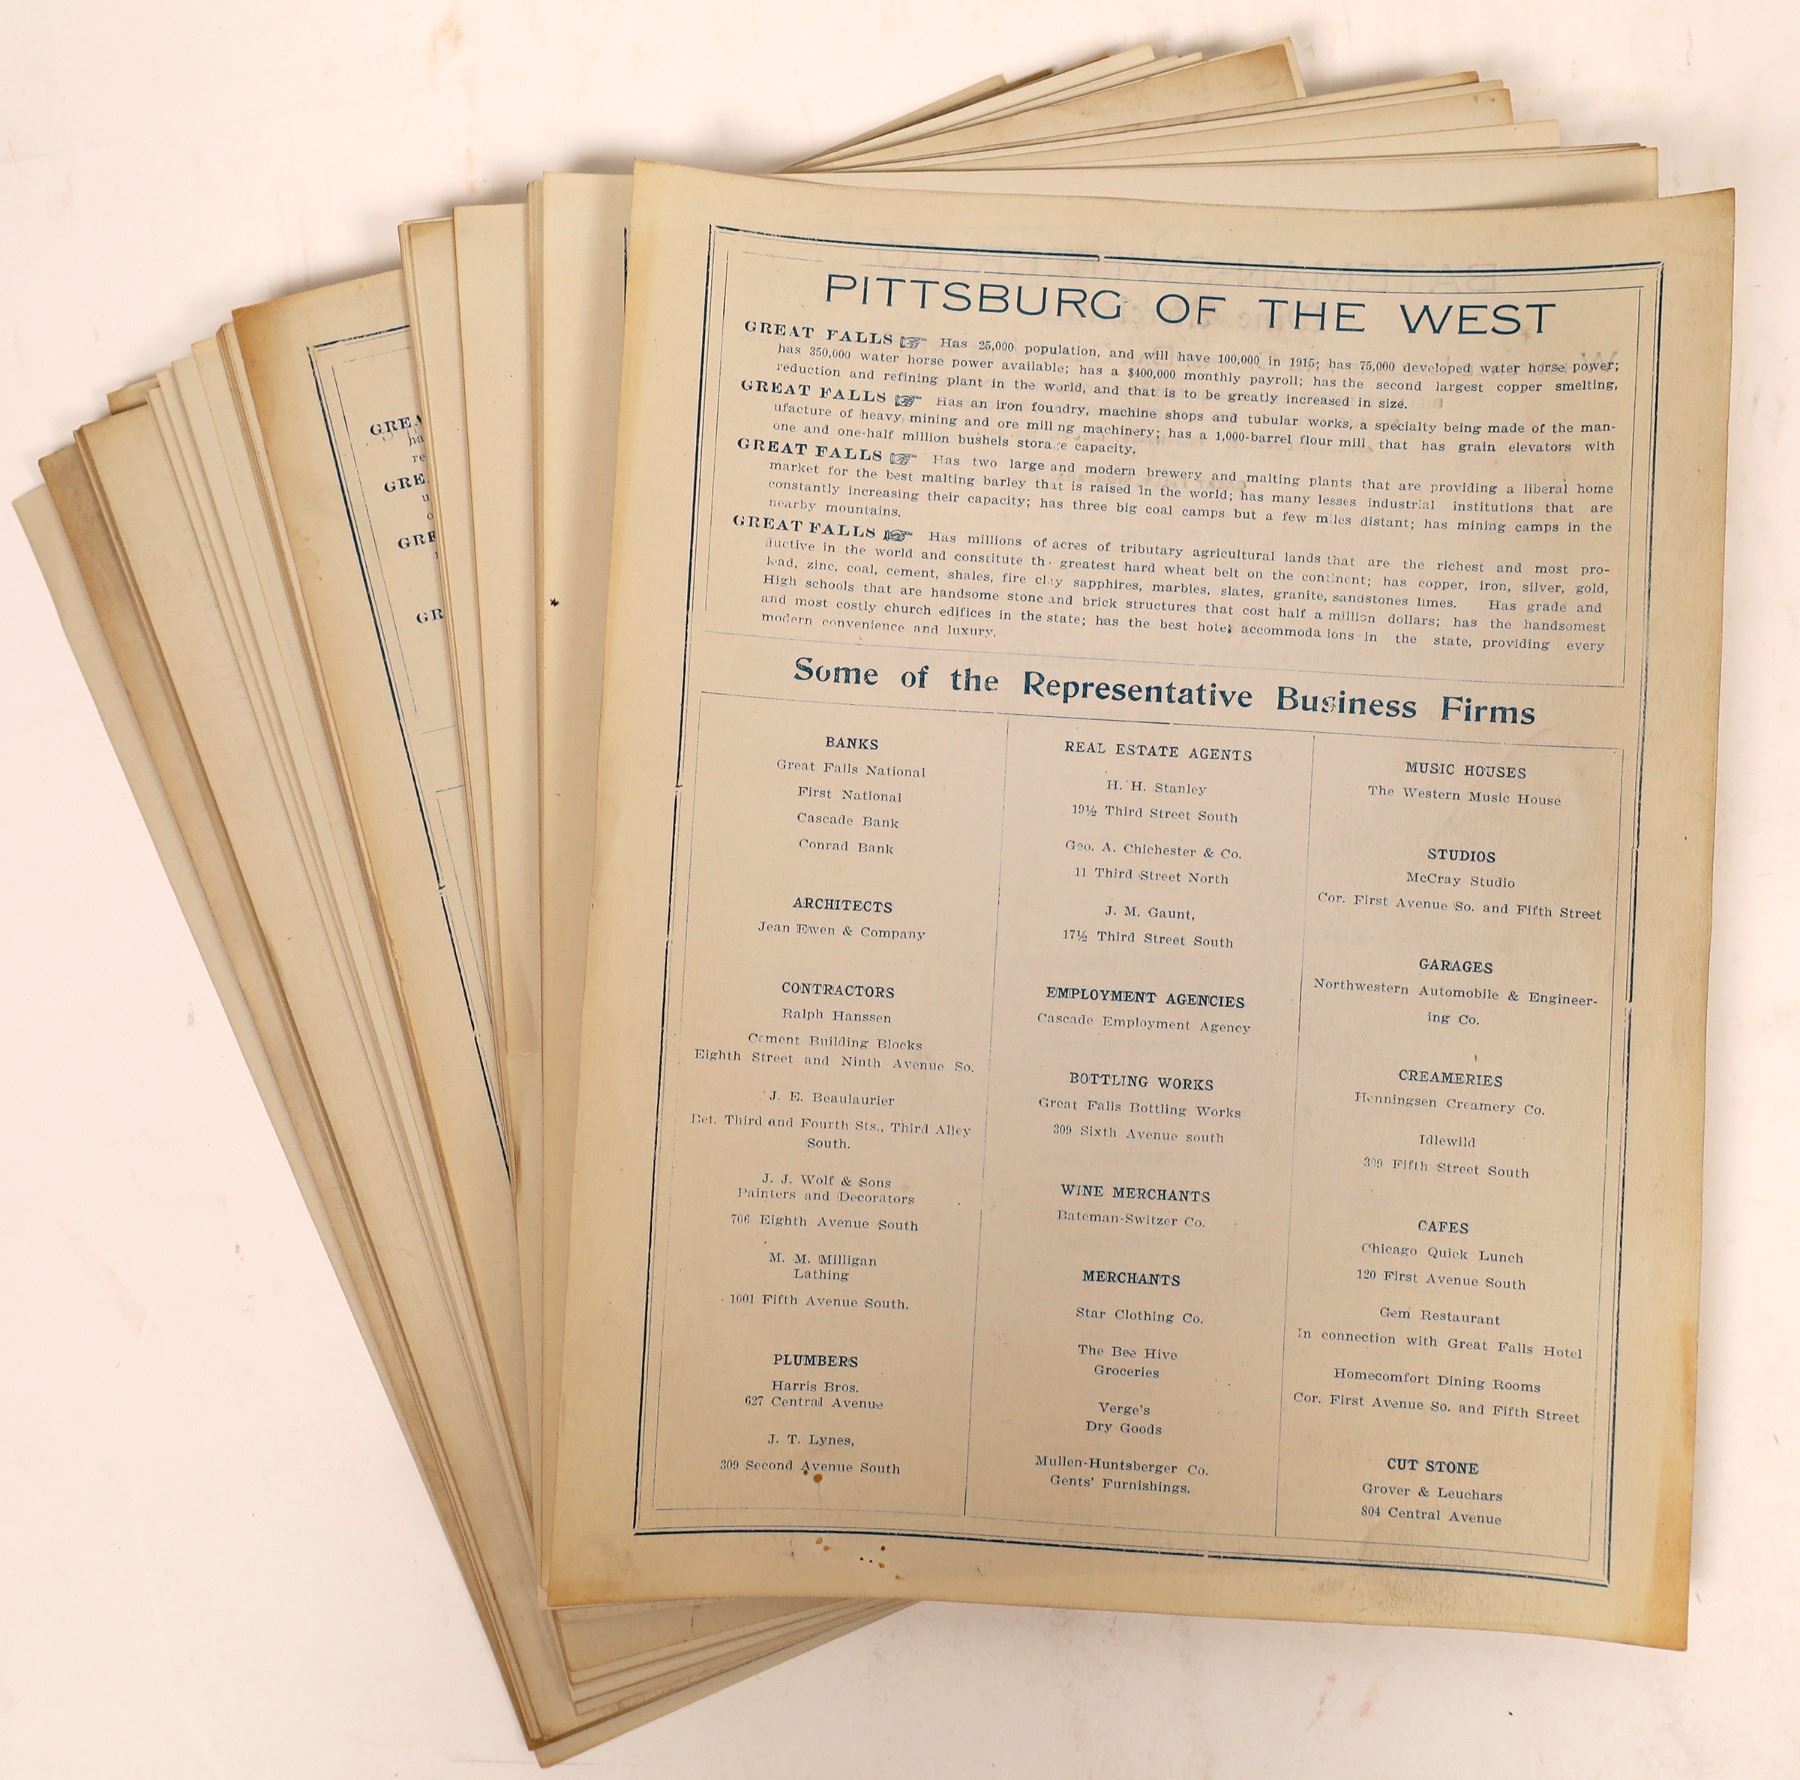 PITTSBURG OF THE WEST
GREAT FALLS ☞ Has 25,000 population, and will have 100,000 in 1915; has 75,000 developed water horse power;
has 350,000 water horse power available; has a $400,000 monthly payroll; has the second largest copper smelting,
reduction and refining plant in the world, and that is to be greatly increased in size.
GREAT FALLS ☞ Has an iron foundry, machine shops and tubular works, a specialty being made of the man-
ufacture of heavy mining and ore mill ng machinery; has a 1,000-barrel flour mill that has grain elevators with
one and one-half million bushels storage capacity.
GREAT FALLS ☞ Has two large and modern brewery and malting plants that are providing a liberal home
market for the best malting barley that is raised in the world; has many lesses industrial institutions that are
constantly increasing their capacity; has three big coal camps but a few miles distant; has mining camps in the
nearby mountains.
GREAT FALLS ☞ Has millions of acres of tributary agricultural lands that are the richest and most pro-
ductive in the world and constitute the greatest hard wheat belt on the continent; has copper, iron, silver, gold,
lead, zinc, coal, cement, shales, fire clay sapphires, marbles, slates, granite, sandstones limes. Has grade and
High schools that are handsome stone and brick structures that cost half a million dollars; has the handsomest
and most costly church edifices in the state; has the best hotel accommoda ions in the state, providing every
modern convenience and luxury.
Some of the Representative Business Firms
BANKS
Great Falls National
First National
Cascade Bank
Conrad Bank
ARCHITECTS
Jean Ewen & Company
CONTRACTORS
Ralph Hanssen
Cement Building Blocks
Eighth Street and Ninth Avenue So.
J. E. Beaulaurier
Bet. Third and Fourth Sts., Third Alley
South.
J. J. Wolf & Sons
Painters and Decorators
706 Eighth Avenue South
M. M. Milligan
Lathing
1001 Fifth Avenue South.
PLUMBERS
Harris Bros.
627 Central Avenue
J. T. Lynes,
309 Second Avenue South
REAL ESTATE AGENTS
H. H. Stanley
19½ Third Street South
Geo. A. Chichester & Co.
11 Third Street North
J. M. Gaunt,
17½ Third Street South
EMPLOYMENT AGENCIES
Cascade Employment Agency
BOTTLING WORKS
Great Falls Bottling Works
309 Sixth Avenue south
WINE MERCHANTS
Bateman-Switzer Co.
MERCHANTS
Star Clothing Co.
The Bee Hive
Groceries
Verge's
Dry Goods
Mullen-Huntsberger Co.
Gents' Furnishings.
MUSIC HOUSES
The Western Music House
STUDIOS
McCray Studio
Cor. First Avenue So. and Fifth Street
GARAGES
Northwestern Automobile & Engineer-
ing Co.
CREAMERIES
Henningsen Creamery Co.
Idlewild
309 Fifth Street South
CAFES
Chicago Quick Lunch
120 First Avenue South
Gem Restaurant
In connection with Great Falls Hotel
Homecomfort Dining Rooms
Cor. First Avenue So. and Fifth Street
CUT STONE
Grover & Leuchars
804 Central Avenue
GREA
ha
re
GREA
u
o
GRE
GR